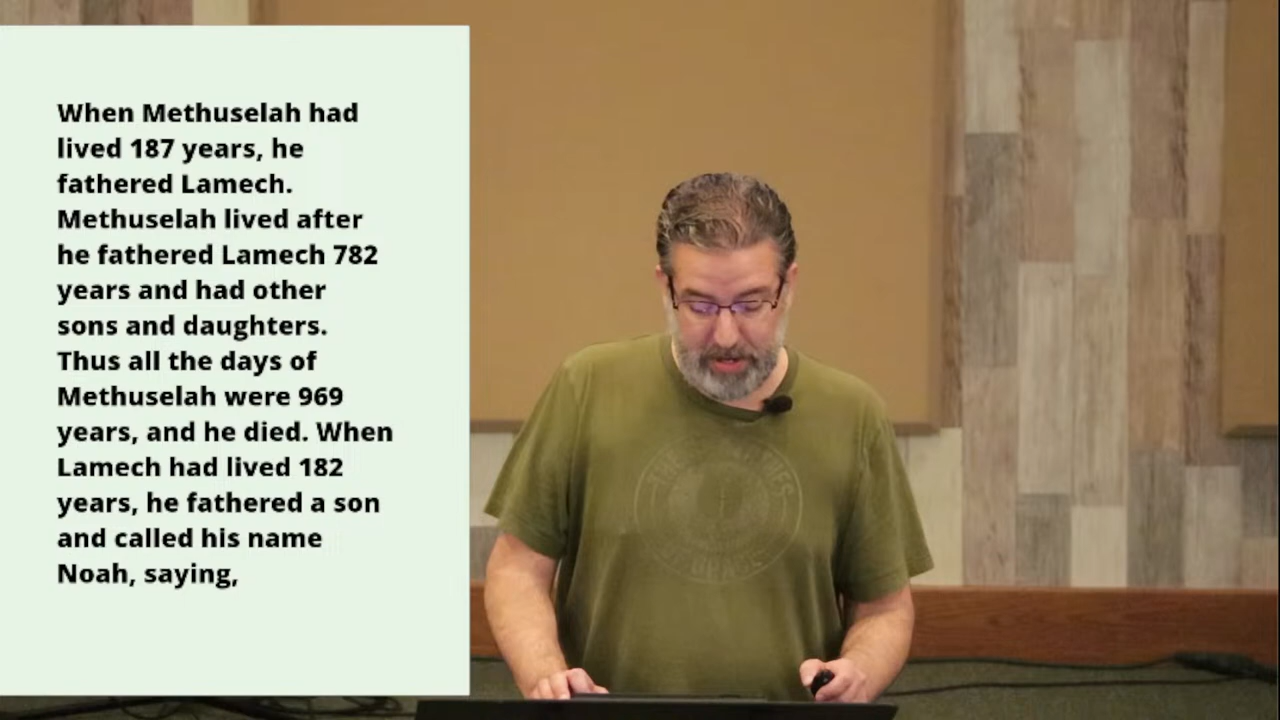 When Methuselah had
lived 187 years, he
fathered Lamech.
Methuselah lived after
he fathered Lamech 782
years and had other
sons and daughters.
Thus all the days of
Methuselah were 969
years, and he died. When
Lamech had lived 182
years, he fathered a son
and called his name
Noah, saying,